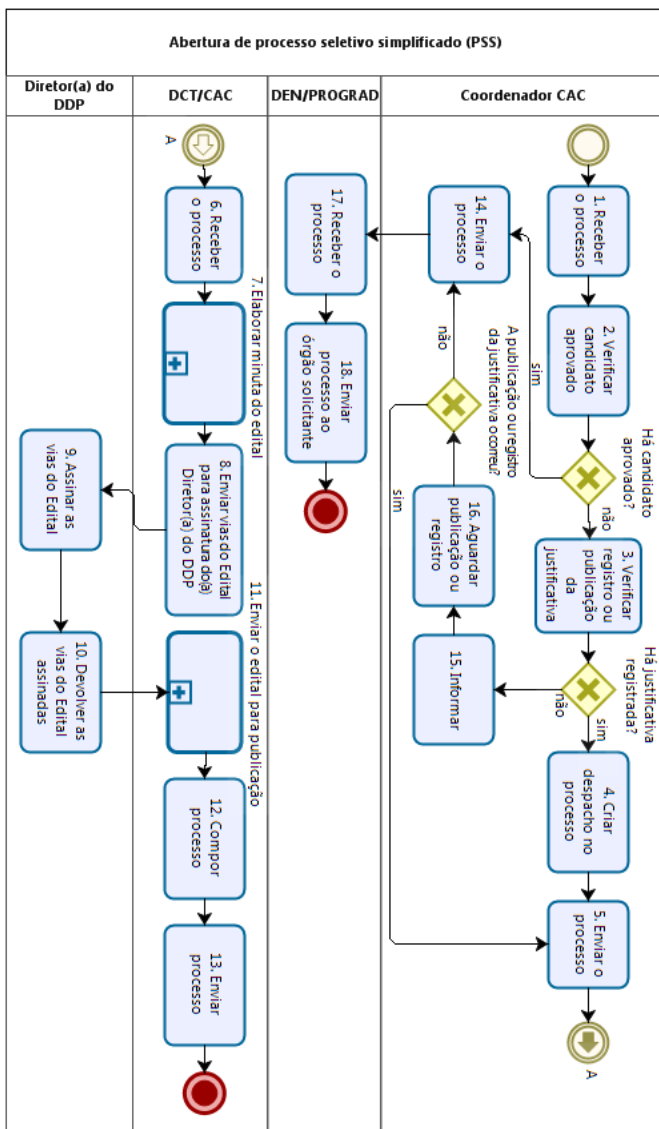 Abertura de processo seletivo simplificado (PSS)
Coordenador CAC
1. Receber
o processo
2. Verificar
candidato
aprovado
Há candidato
aprovado?
sim
não
3. Verificar
registro ou
publicação
da
justificativa
Há justificativa
registrada?
sim
não
4. Criar
despacho no
processo
5. Enviar o
processo
A
14. Enviar o
processo
não
A publicação ou registro
da justificativa ocorreu?
sim
16. Aguardar
publicação ou
registro
15. Informar
DEN/PROGRAD
17. Receber o
processo
18. Enviar
processo ao
órgão solicitante
DCT/CAC
A
6. Receber
o processo
7. Elaborar minuta do edital
8. Enviar vias do Edital
para assinatura do(a)
Diretor(a) do DDP
11. Enviar o edital para publicação
12. Compor
processo
13. Enviar
processo
Diretor(a) do
DDP
9. Assinar as
vias do Edital
10. Devolver as
vias do Edital
assinadas